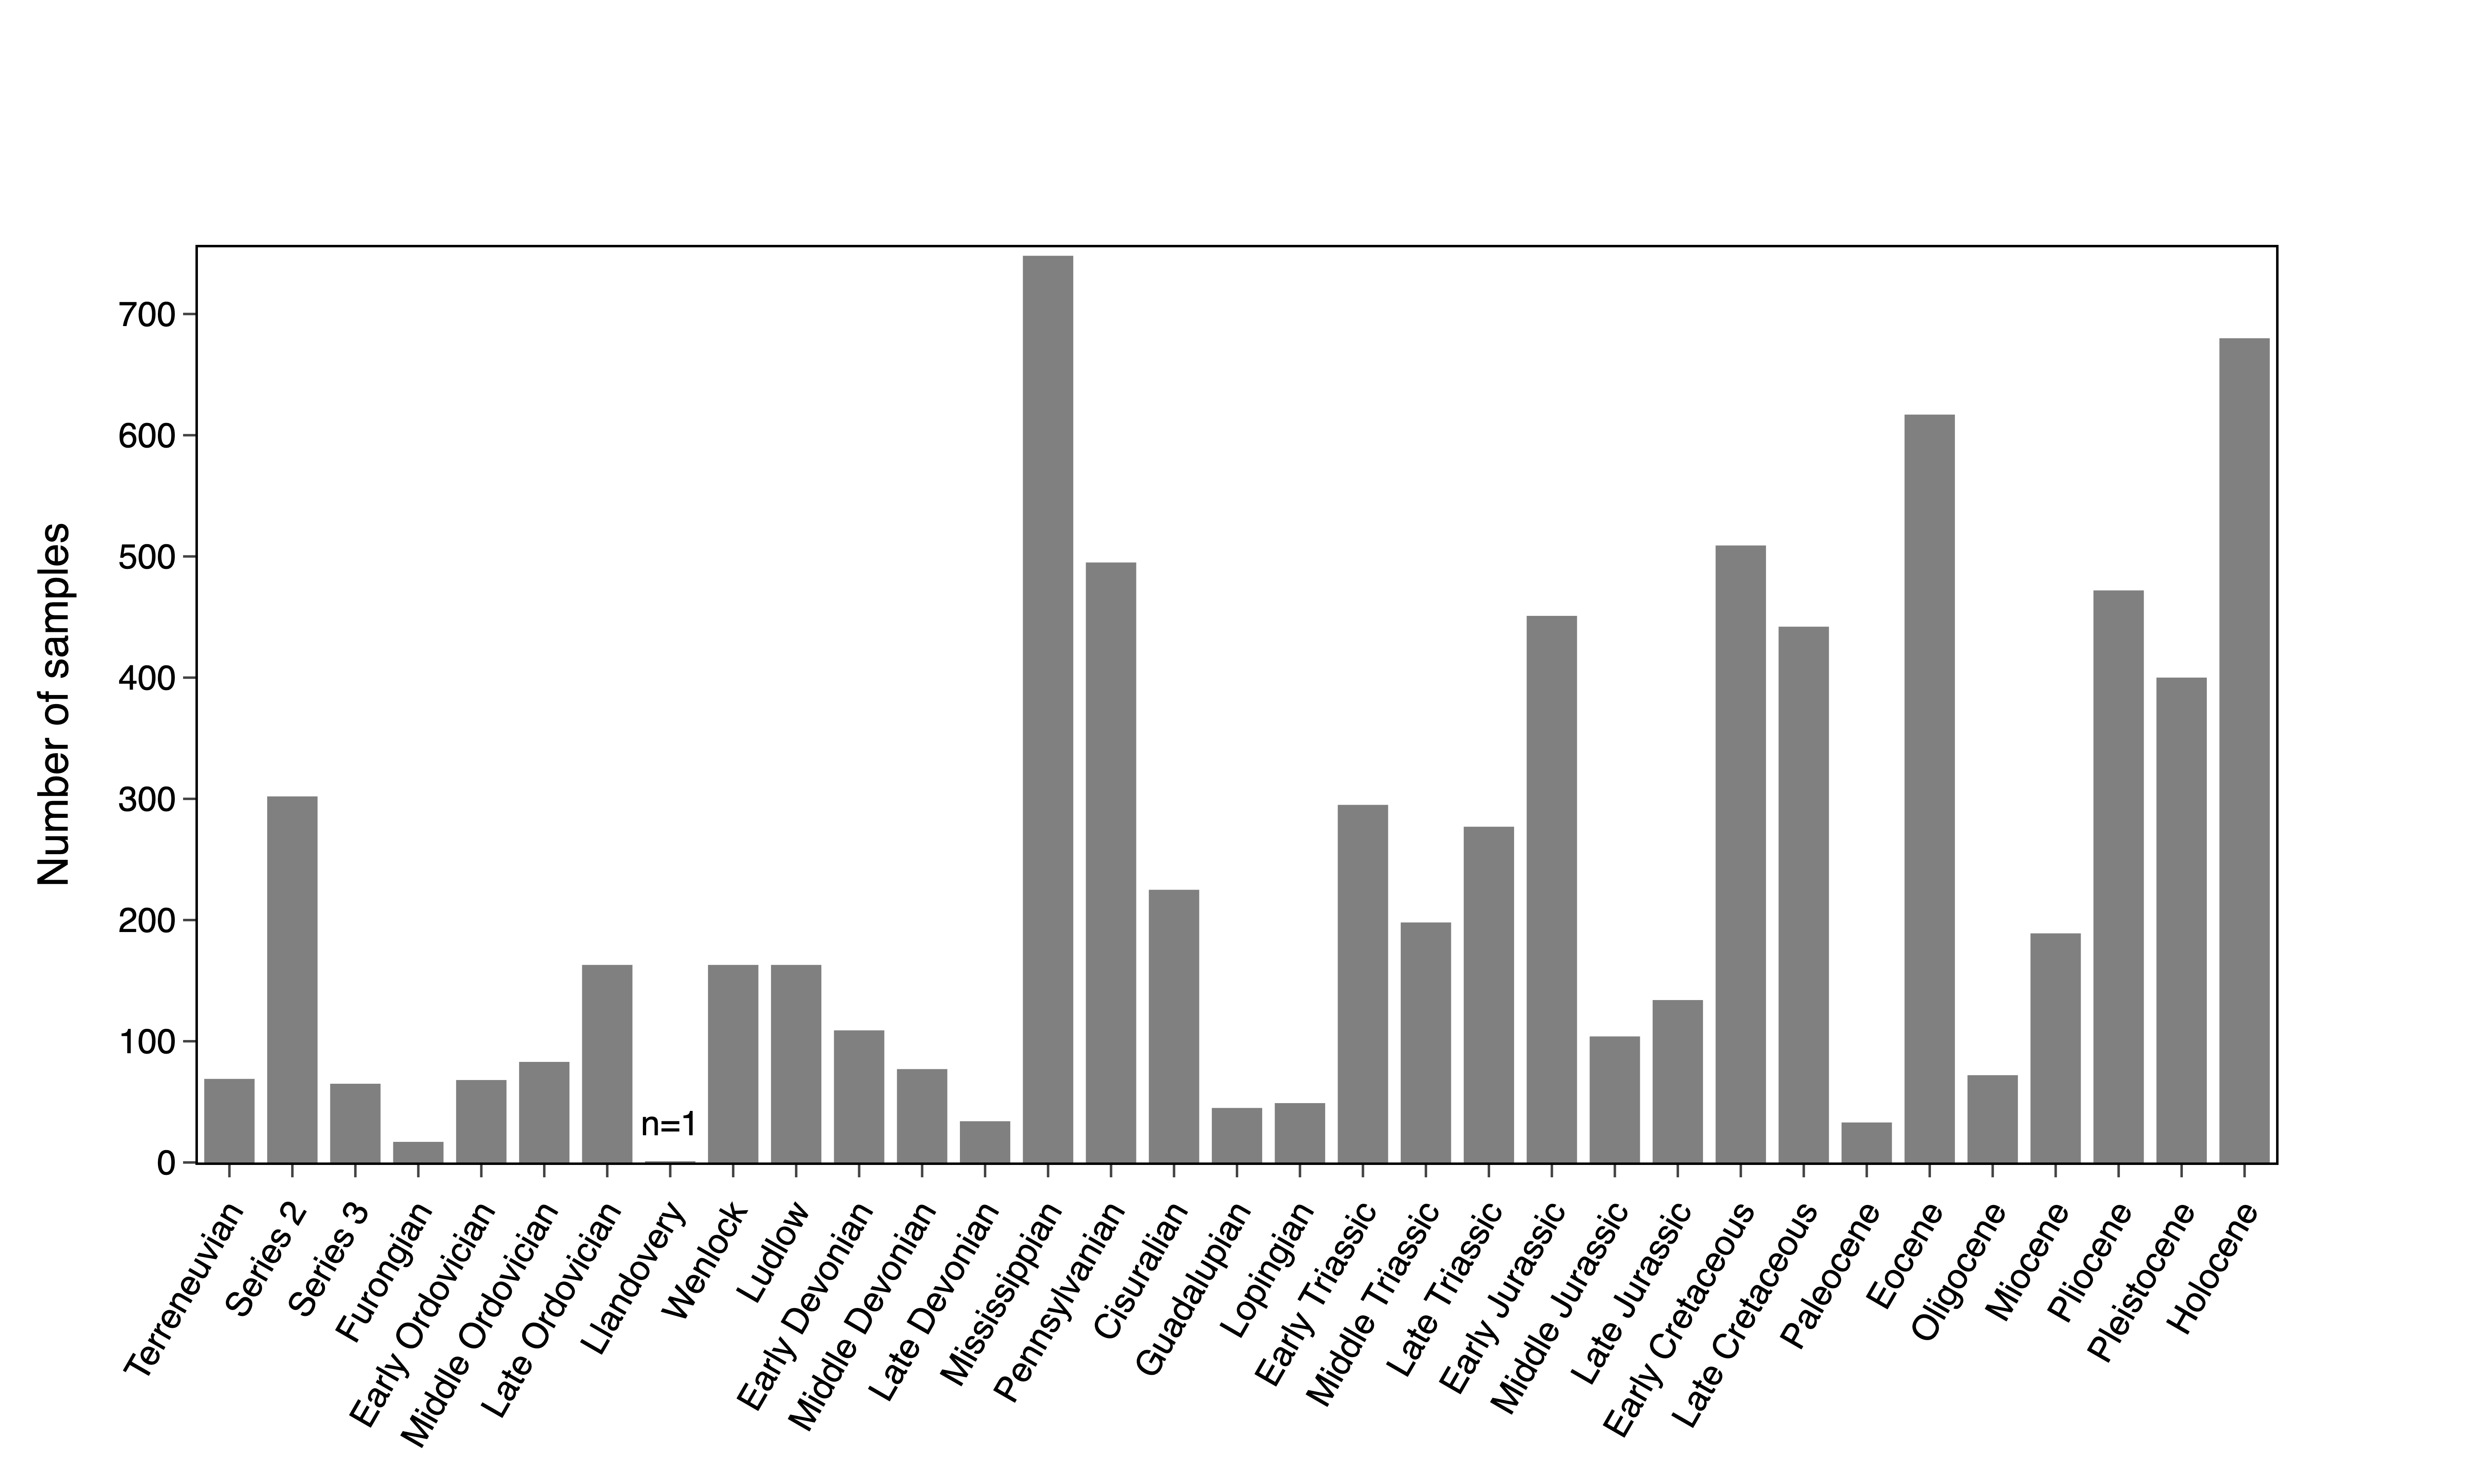 Number of samples
700
600
500
400
300
200
100
0
n=1
Terreneuvian
Series 2
Series 3
Furongian
Early Ordovician
Middle Ordovician
Late Ordovician
Llandovery
Wenlock
Ludlow
Early Devonian
Middle Devonian
Late Devonian
Mississippian
Pennsylvanian
Cisuralian
Guadalupian
Lopingian
Early Triassic
Middle Triassic
Late Triassic
Early Jurassic
Middle Jurassic
Late Jurassic
Early Cretaceous
Late Cretaceous
Paleocene
Eocene
Oligocene
Miocene
Pliocene
Pleistocene
Holocene